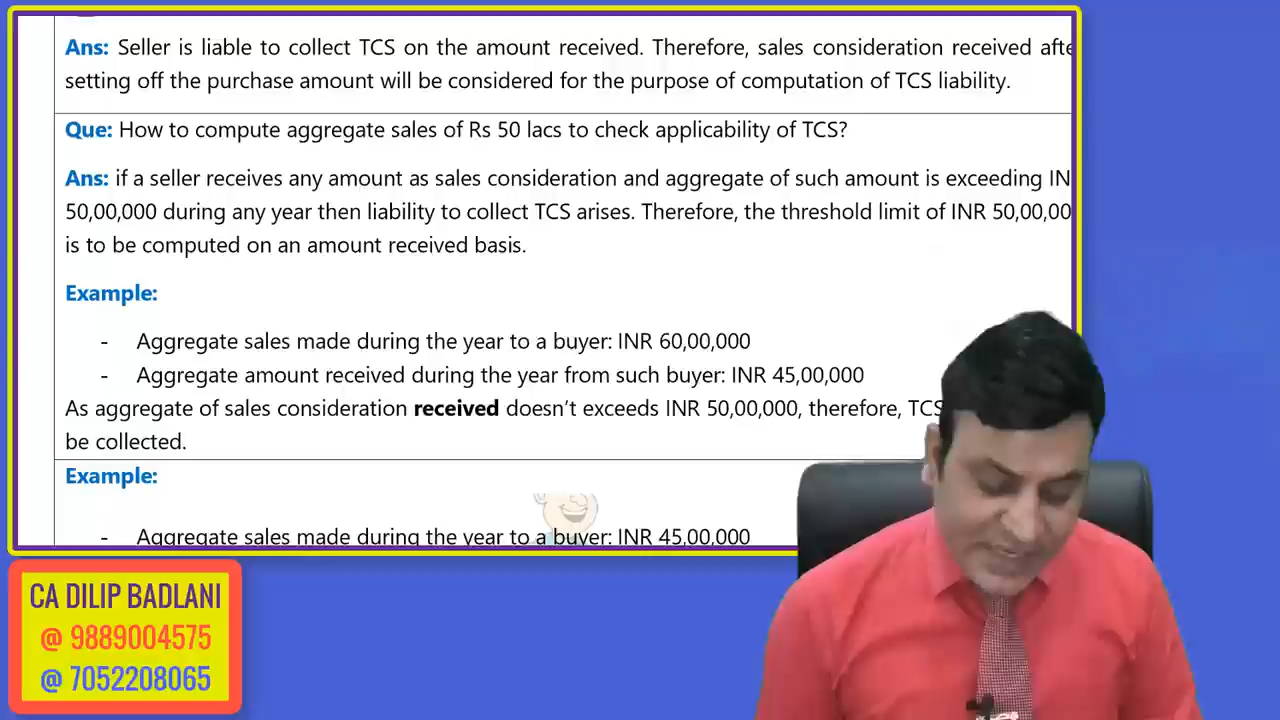 Ans: Seller is liable to collect TCS on the amount received. Therefore, sales consideration received afte
setting off the purchase amount will be considered for the purpose of computation of TCS liability.
Que: How to compute aggregate sales of Rs 50 lacs to check applicability of TCS?
Ans: if a seller receives any amount as sales consideration and aggregate of such amount is exceeding IN
50,00,000 during any year then liability to collect TCS arises. Therefore, the threshold limit of INR 50,00,00
is to be computed on an amount received basis.
Example:
- Aggregate sales made during the year to a buyer: INR 60,00,000
- Aggregate amount received during the year from such buyer: INR 45,00,000
As aggregate of sales consideration received doesn’t exceeds INR 50,00,000, therefore, TCS
be collected.
Example:
- Aggregate sales made during the year to a buyer: INR 45,00,000
CA DILIP BADLANI
@ 9889004575
@ 7052208065